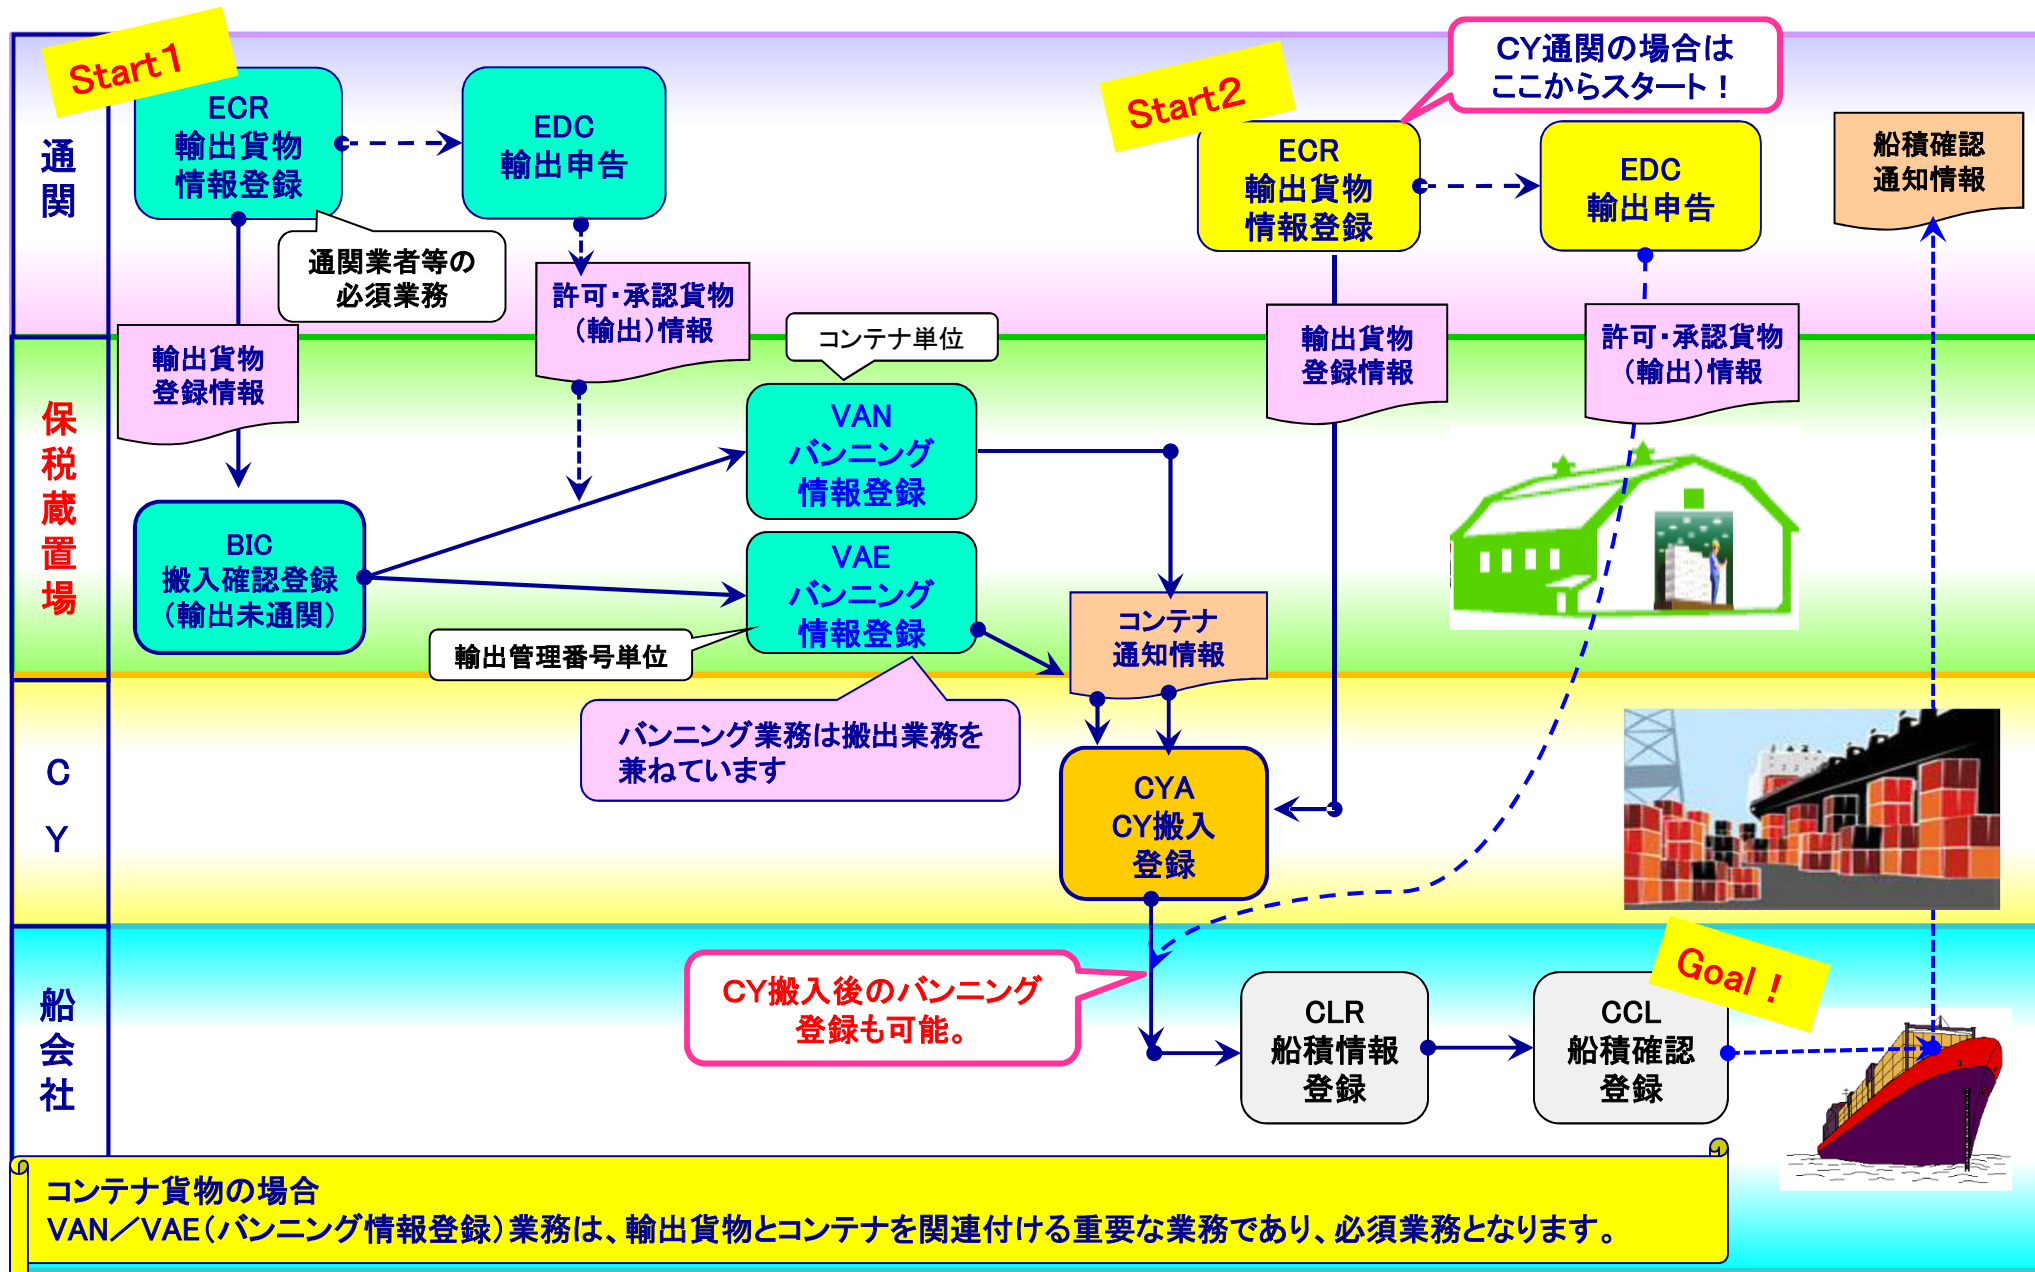 Start1
ECR
輸出貨物
情報登録
EDC
輸出申告
Start2
CY通関の場合は
ここからスタート！
ECR
輸出貨物
情報登録
EDC
輸出申告
船積確認
通知情報
通
関
通関業者等の
必須業務
許可・承認貨物
（輸出）情報
輸出貨物
登録情報
コンテナ単位
輸出貨物
登録情報
許可・承認貨物
（輸出）情報
保
税
蔵
置
場
VAN
バンニング
情報登録
BIC
搬入確認登録
（輸出未通関）
VAE
バンニング
情報登録
輸出管理番号単位
コンテナ
通知情報
バンニング業務は搬出業務を
兼ねています
C
Y
CYA
CY搬入
登録
船
会
社
CY搬入後のバンニング
登録も可能。
CLR
船積情報
登録
CCL
船積確認
登録
Goal！
コンテナ貨物の場合
VAN／VAE（バンニング情報登録）業務は、輸出貨物とコンテナを関連付ける重要な業務であり、必須業務となります。